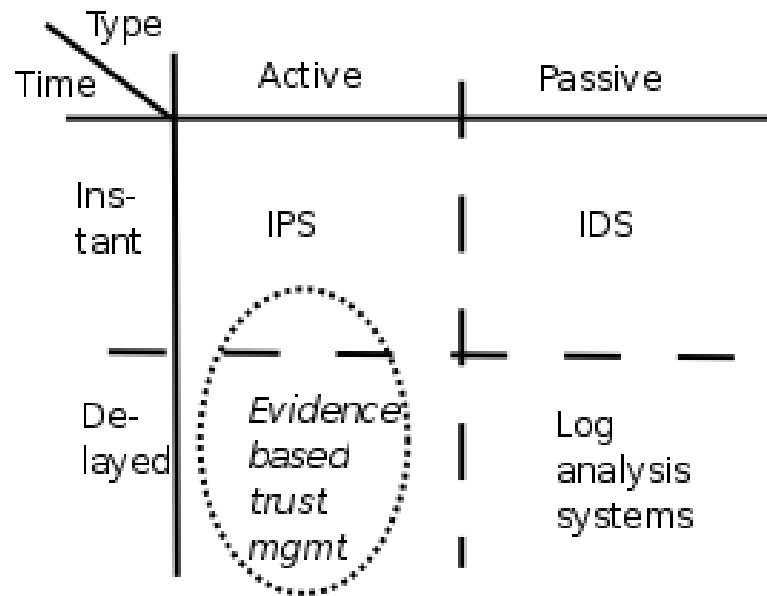 Type
Time
Active
Passive
Ins-
tant
IPS
IDS
De-
layed
Evidence
based
trust
mgmt
Log
analysis
systems